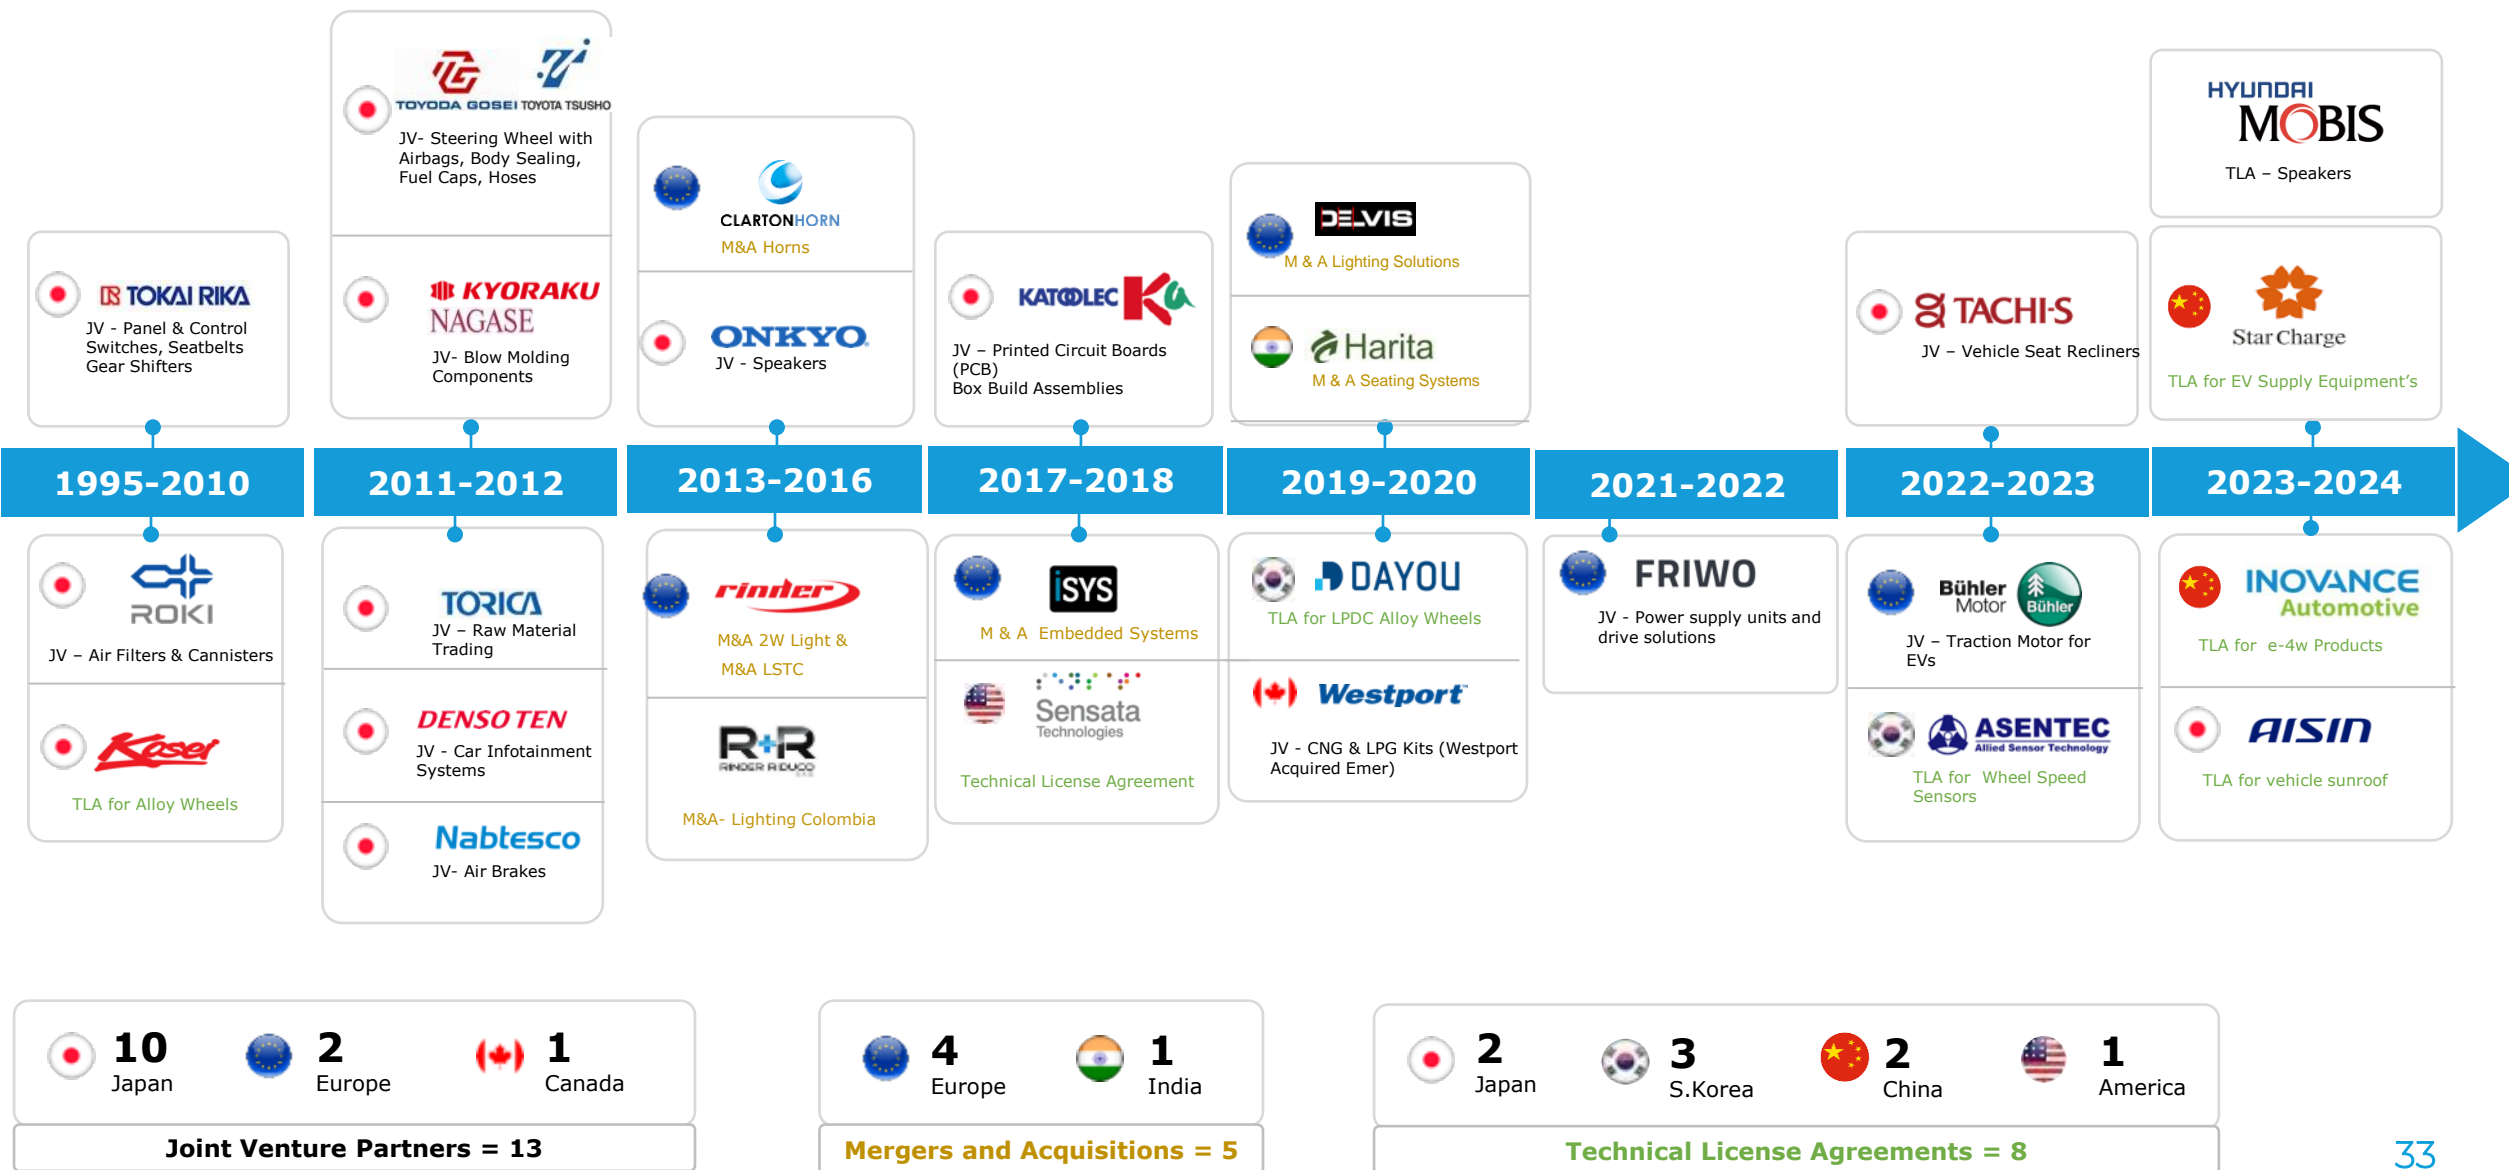 TOKAI RIKA
JV - Panel & Control
Switches, Seatbelts
Gear Shifters
TOYODA GOSEI TOYOTA TSUSHO
JV- Steering Wheel with
Airbags, Body Sealing,
Fuel Caps, Hoses
KYORAKU
NAGASE
JV- Blow Molding
Components
CLARTONHORN
M&A Horns
ONKYO
JV - Speakers
KATOLEC
JV – Printed Circuit Boards
(PCB)
Box Build Assemblies
DELVIS
M & A Lighting Solutions
Harita
M & A Seating Systems
TACHI-S
JV – Vehicle Seat Recliners
HYUNDAI
MOBIS
TLA – Speakers
Star Charge
TLA for EV Supply Equipment’s
1995-2010
2011-2012
2013-2016
2017-2018
2019-2020
2021-2022
2022-2023
2023-2024
ROKI
JV – Air Filters & Cannisters
Kosei
TLA for Alloy Wheels
TORICA
JV – Raw Material
Trading
DENSO TEN
JV - Car Infotainment
Systems
Nabtesco
JV- Air Brakes
rinder
M&A 2W Light &
M&A LSTC
R+R
RINDER RIDUCO
M&A- Lighting Colombia
iSYS
M & A Embedded Systems
Sensata
Technologies
Technical License Agreement
DAYOU
TLA for LPDC Alloy Wheels
Westport™
JV - CNG & LPG Kits (Westport
Acquired Emer)
FRIWO
JV - Power supply units and
drive solutions
Bühler
Motor
Bühler
JV – Traction Motor for
EVs
ASENTEC
Allied Sensor Technology
TLA for Wheel Speed
Sensors
INOVANCE
Automotive
TLA for e-4w Products
AISIN
TLA for vehicle sunroof
10
Japan
2
Europe
1
Canada
Joint Venture Partners = 13
4
Europe
1
India
Mergers and Acquisitions = 5
2
Japan
3
S.Korea
2
China
1
America
Technical License Agreements = 8
33